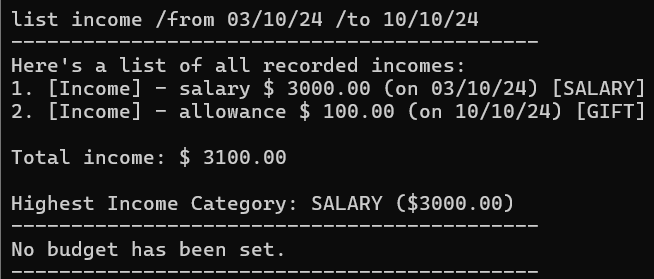 list income /from 03/10/24 /to 10/10/24
--------------------------------------------
Here's a list of all recorded incomes:
1. [Income] - salary $ 3000.00 (on 03/10/24) [SALARY]
2. [Income] - allowance $ 100.00 (on 10/10/24) [GIFT]
Total income: $ 3100.00
Highest Income Category: SALARY ($3000.00)
--------------------------------------------
No budget has been set.
--------------------------------------------